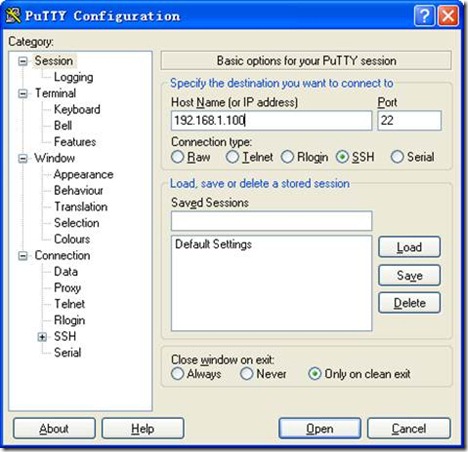 PuTTY Configuration
Category:
Session
Logging
Terminal
Keyboard
Bell
Features
Window
Appearance
Behaviour
Translation
Selection
Colours
Connection
Data
Proxy
Telnet
Rlogin
SSH
Serial
Basic options for your PuTTY session
Specify the destination you want to connect to
Host Name (or IP address) Port
192.168.1.100 22
Connection type:
Raw Telnet Rlogin SSH Serial
Load, save or delete a stored session
Saved Sessions
Default Settings
Load
Save
Delete
Close window on exit:
Always Never Only on clean exit
About Help Open Cancel